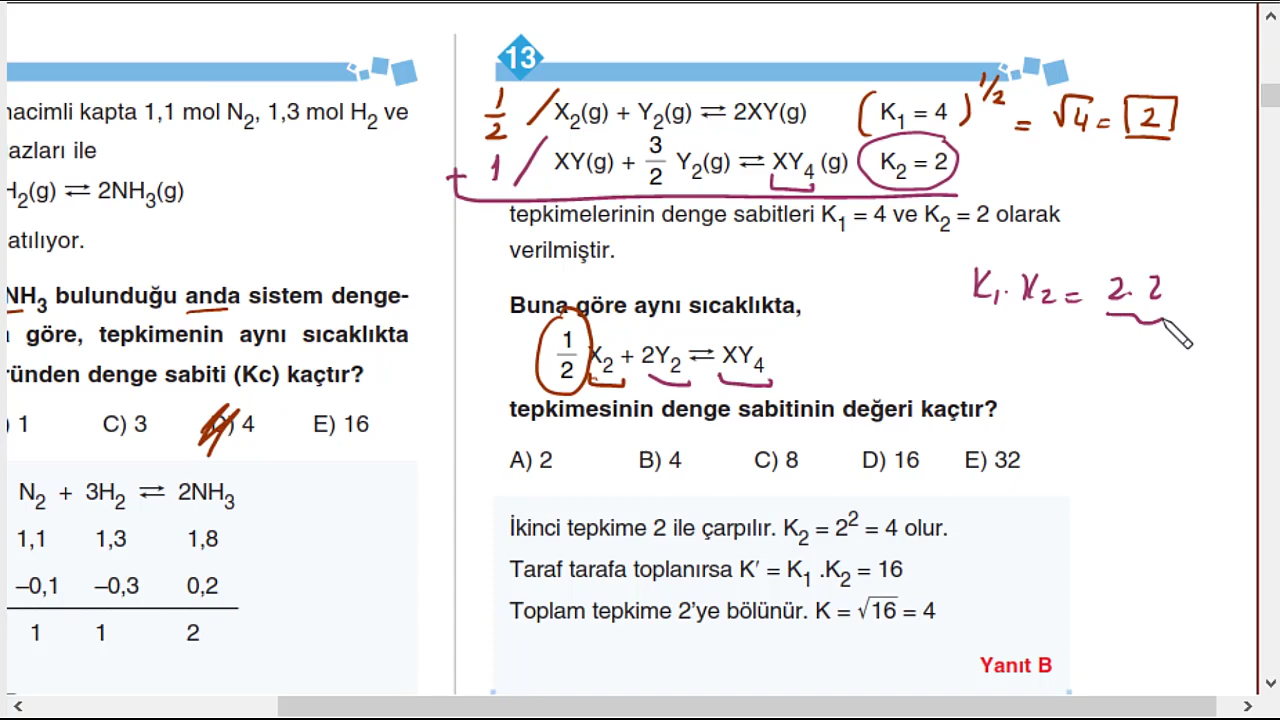 hacimli kapta 1,1 mol N2, 1,3 mol H2 ve
azları ile
H2(g) ⇌ 2NH3(g)
atılıyor.
NH3 bulunduğu anda sistem denge-
göre, tepkimenin aynı sıcaklıkta
ründen denge sabiti (Kc) kaçtır?
) 1 C) 3 D) 4 E) 16
N2 + 3H2 ⇌ 2NH3
1,1 1,3 1,8
–0,1 –0,3 0,2
1 1 2
13
1/2 / X2(g) + Y2(g) ⇌ 2XY(g) (K1 = 4)^1/2 = √4 = 2
+ 1 / XY(g) + 3/2 Y2(g) ⇌ XY4 (g) K2 = 2
tepkimelerinin denge sabitleri K1 = 4 ve K2 = 2 olarak
verilmiştir.
K1 . K2 = 2.2
Buna göre aynı sıcaklıkta,
1/2 X2 + 2Y2 ⇌ XY4
tepkimesinin denge sabitinin değeri kaçtır?
A) 2 B) 4 C) 8 D) 16 E) 32
İkinci tepkime 2 ile çarpılır. K2 = 2² = 4 olur.
Taraf tarafa toplanırsa K′ = K1 .K2 = 16
Toplam tepkime 2’ye bölünür. K = √16 = 4
Yanıt B